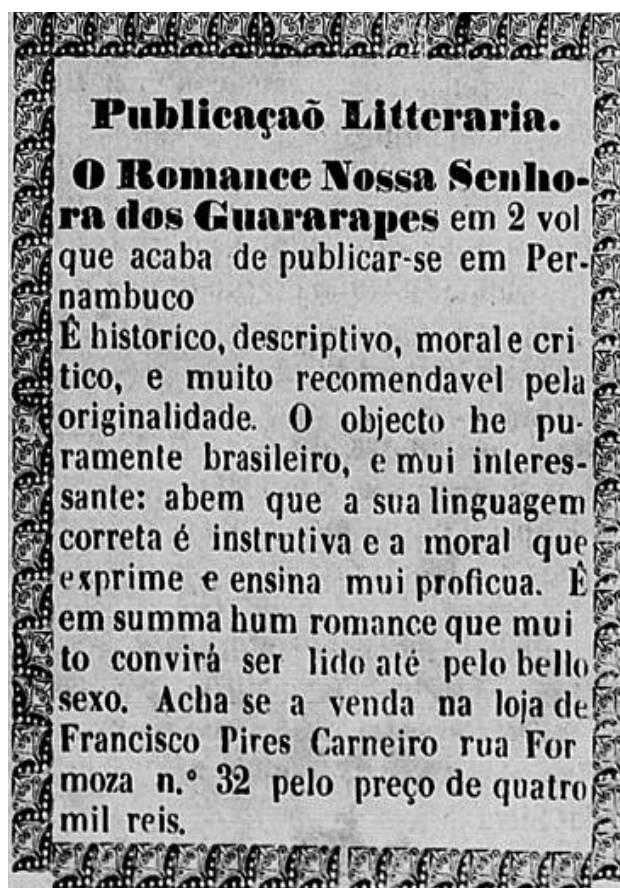 Publicaçaõ Litteraria.
O Romance Nossa Senho-
ra dos Guararapes em 2 vol
que acaba de publicar-se em Per-
nambuco
Ê historico, descriptivo, moral e cri
tico, e muito recomendavel pela
originalidade. O objecto he pu-
ramente brasileiro, e mui interes-
sante: abem que a sua linguagem
correta é instrutiva e a moral que
exprime e ensina mui proficua. Ê
em summa hum romance que mui
to convirá ser lido até pelo bello
sexo. Acha se a venda na loja de
Francisco Pires Carneiro rua For
moza n.º 32 pelo preço de quatro
mil reis.